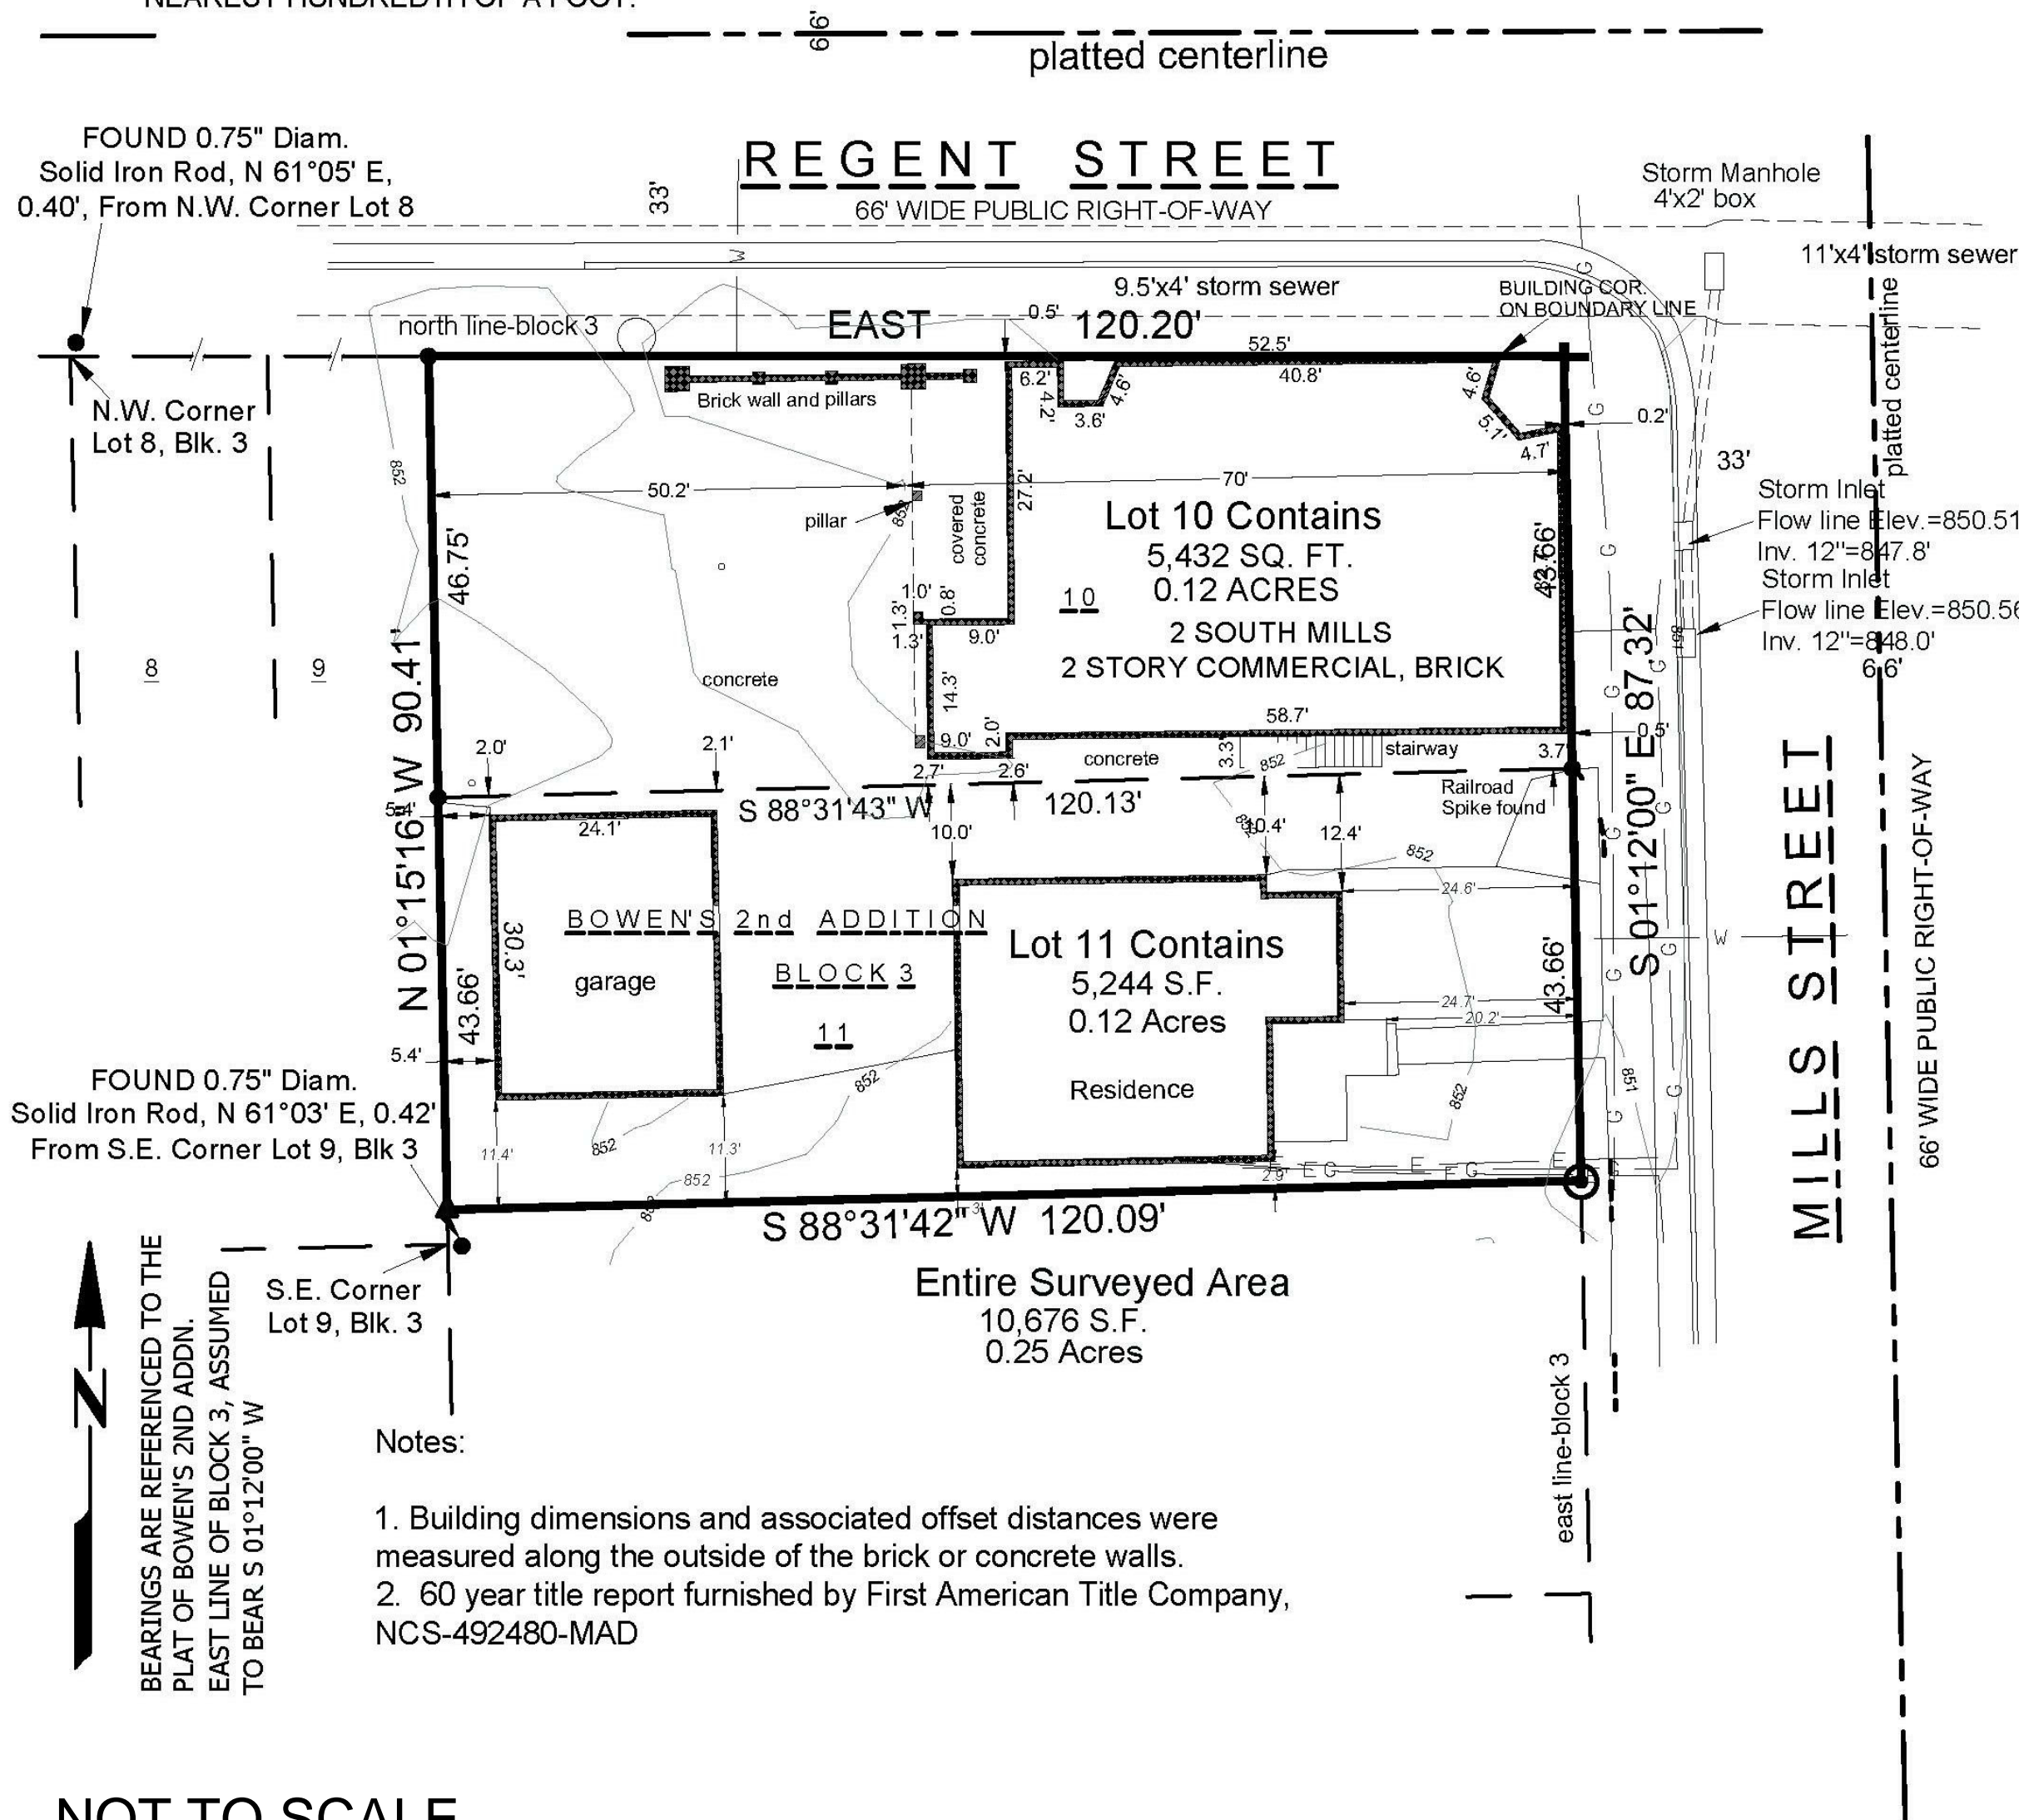 NEAREST HUNDREDTH OF A FOOT.
66'
platted centerline
FOUND 0.75" Diam.
Solid Iron Rod, N 61°05' E,
0.40', From N.W. Corner Lot 8
REGENT STREET
33'
66' WIDE PUBLIC RIGHT-OF-WAY
Storm Manhole
4'x2' box
11'x4' storm sewer
W
G
9.5'x4' storm sewer
BUILDING COR.
ON BOUNDARY LINE
platted centerline
north line-block 3
EAST 120.20'
0.5'
52.5'
6.2'
4.2'
3.6'
4.6'
40.8'
4.6'
5.1'
4.7'
0.2'
G
Brick wall and pillars
N.W. Corner
Lot 8, Blk. 3
852
33'
50.2'
70'
27.2'
pillar
852
covered
concrete
Lot 10 Contains
5,432 SQ. FT.
0.12 ACRES
10
2 SOUTH MILLS
2 STORY COMMERCIAL, BRICK
46.75'
43.66'
Storm Inlet
Flow line Elev.=850.51
Inv. 12"=847.8'
Storm Inlet
Flow line Elev.=850.56
Inv. 12"=848.0'
66'
1.0'
0.8'
1.3'
1.3'
9.0'
8
9
concrete
14.3'
851
G
G
G
N 01°15'16" W 90.41'
S 01°12'00" E 87.32'
58.7'
2.0'
2.1'
9.0'
2.0'
concrete
3.3'
852
stairway
3.7'
0.5'
2.7'
2.6'
5.4'
S 88°31'43" W 120.13'
Railroad
Spike found
24.1'
10.0'
10.4'
12.4'
852
G
G
24.6'
BOWEN'S 2nd ADDITION
BLOCK 3
11
30.3'
garage
43.66'
Lot 11 Contains
5,244 S.F.
0.12 Acres
Residence
43.66'
24.7'
20.2'
W
G
G
MILLS STREET
66' WIDE PUBLIC RIGHT-OF-WAY
5.4'
FOUND 0.75" Diam.
Solid Iron Rod, N 61°03' E, 0.42'
From S.E. Corner Lot 9, Blk 3
852
852
851
G
G
11.4'
852
11.3'
852
852
2.9'
E G E E G E G
S 88°31'42" W 120.09'
S.E. Corner
Lot 9, Blk. 3
Entire Surveyed Area
10,676 S.F.
0.25 Acres
N
BEARINGS ARE REFERENCED TO THE
PLAT OF BOWEN'S 2ND ADDN.
EAST LINE OF BLOCK 3, ASSUMED
TO BEAR S 01°12'00" W
east line-block 3
Notes:
1. Building dimensions and associated offset distances were
measured along the outside of the brick or concrete walls.
2. 60 year title report furnished by First American Title Company,
NCS-492480-MAD
NOT TO SCALE